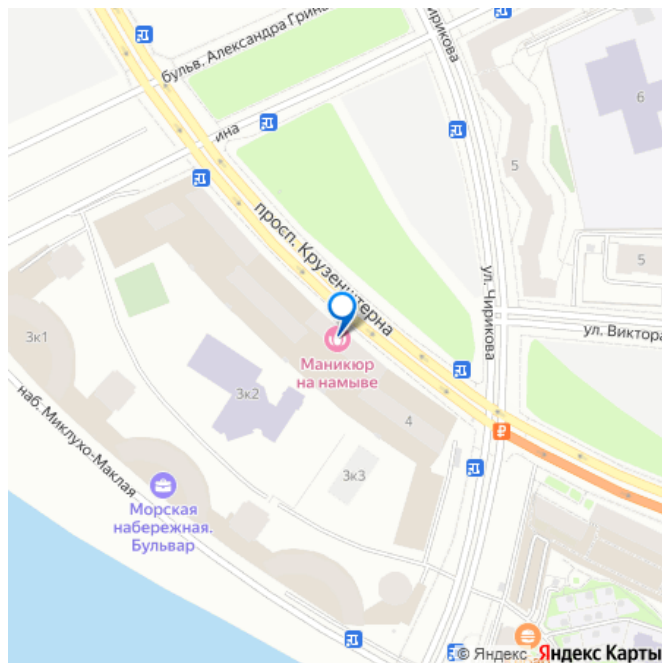 бульв. Александра Грина
Чирикова
ина
6
5
просп. Крузенштерна
5
ул. Чирикова
ул. Виктора
3к1
Маникюр
на намыве
3к2
4
3к3
наб. Миклухо-Маклая
Морская
набережная.
Бульвар
© Яндекс Яндекс Карты